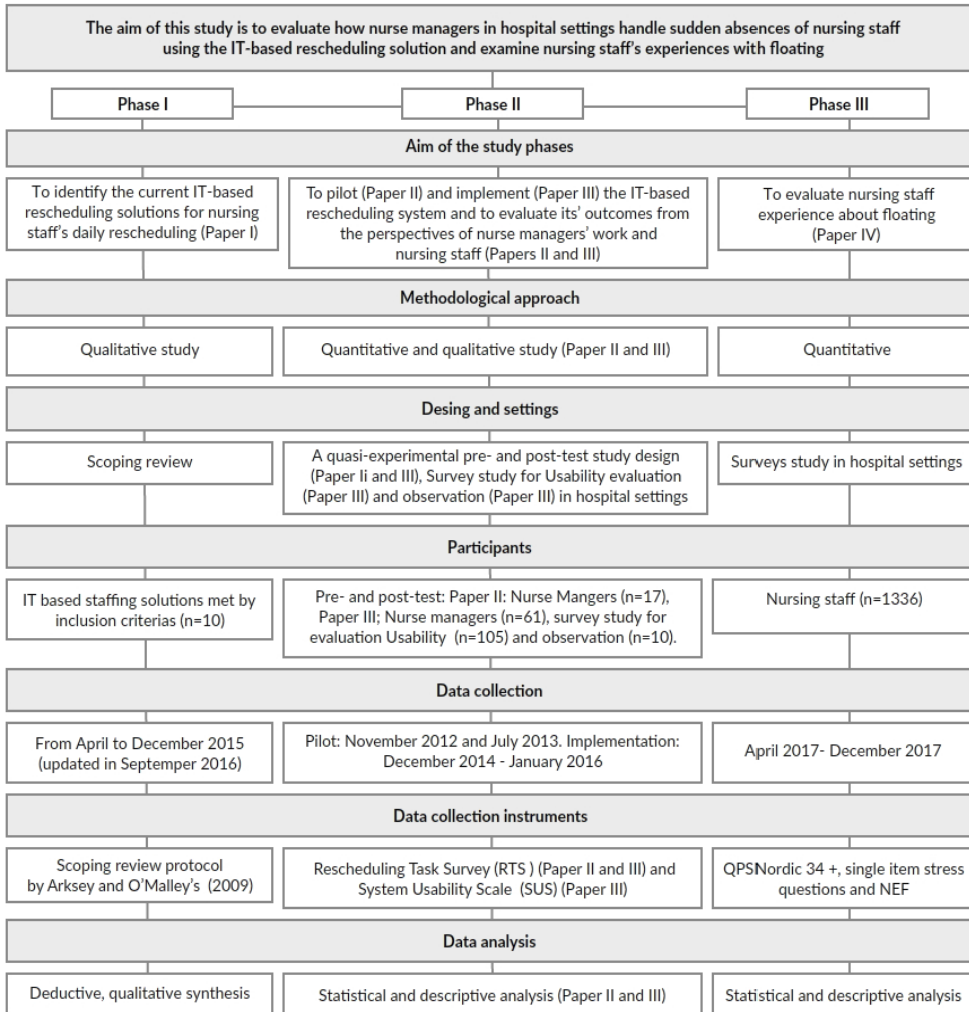 The aim of this study is to evaluate how nurse managers in hospital settings handle sudden absences of nursing staff
using the IT-based rescheduling solution and examine nursing staff's experiences with floating
Phase I
Phase II
Phase III
Aim of the study phases
To identify the current IT-based
rescheduling solutions for nursing
staff's daily rescheduling (Paper I)
To pilot (Paper II) and implement (Paper III) the IT-based
rescheduling system and to evaluate its' outcomes from
the perspectives of nurse managers' work and
nursing staff (Papers II and III)
To evaluate nursing staff
experience about floating
(Paper IV)
Methodological approach
Qualitative study
Quantitative and qualitative study (Paper II and III)
Quantitative
Desing and settings
Scoping review
A quasi-experimental pre- and post-test study design
(Paper Ii and III), Survey study for Usability evaluation
(Paper III) and observation (Paper III) in hospital settings
Surveys study in hospital settings
Participants
IT based staffing solutions met by
inclusion criterias (n=10)
Pre- and post-test: Paper II: Nurse Mangers (n=17),
Paper III; Nurse managers (n=61), survey study for
evaluation Usability (n=105) and observation (n=10).
Nursing staff (n=1336)
Data collection
From April to December 2015
(updated in Septemper 2016)
Pilot: November 2012 and July 2013. Implementation:
December 2014 - January 2016
April 2017- December 2017
Data collection instruments
Scoping review protocol
by Arksey and O'Malley's (2009)
Rescheduling Task Survey (RTS ) (Paper II and III) and
System Usability Scale (SUS) (Paper III)
QPSNordic 34 +, single item stress
questions and NEF
Data analysis
Deductive, qualitative synthesis
Statistical and descriptive analysis (Paper II and III)
Statistical and descriptive analysis